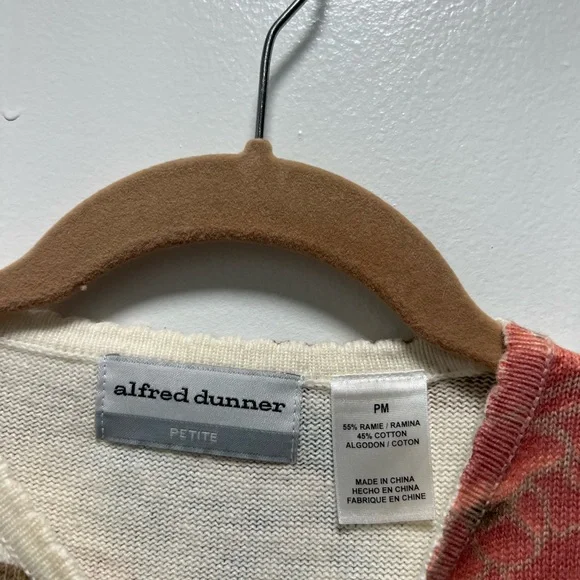 alfred dunner
PETITE
PM
55% RAMIE / RAMINA
45% COTTON
ALGODON / COTON
MADE IN CHINA
HECHO EN CHINA
FABRIQUE EN CHINE